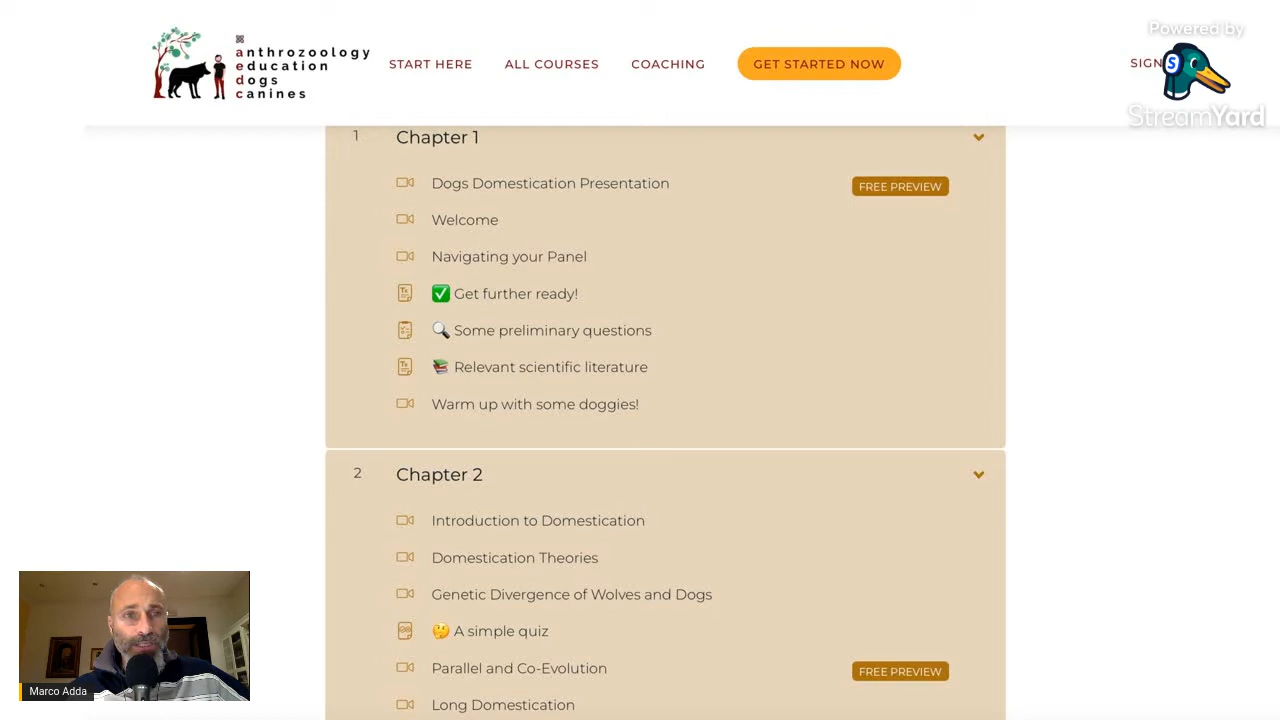 anthrozoology
education
dogs
canines
START HERE
ALL COURSES
COACHING
GET STARTED NOW
SIGN
Powered by
S
StreamYard
1
Chapter 1
Dogs Domestication Presentation
FREE PREVIEW
Welcome
Navigating your Panel
✅ Get further ready!
🔍 Some preliminary questions
📚 Relevant scientific literature
Warm up with some doggies!
2
Chapter 2
Introduction to Domestication
Domestication Theories
Genetic Divergence of Wolves and Dogs
🤔 A simple quiz
Parallel and Co-Evolution
FREE PREVIEW
Long Domestication
Marco Adda